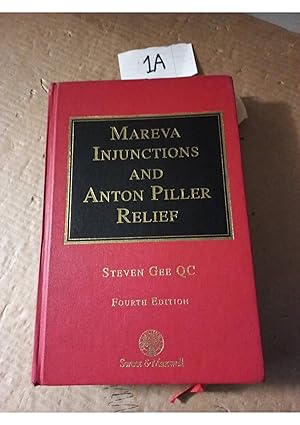 1A
MAREVA
INJUNCTIONS
AND
ANTON PILLER
RELIEF
STEVEN GEE QC
FOURTH EDITION
Sweet & Maxwell